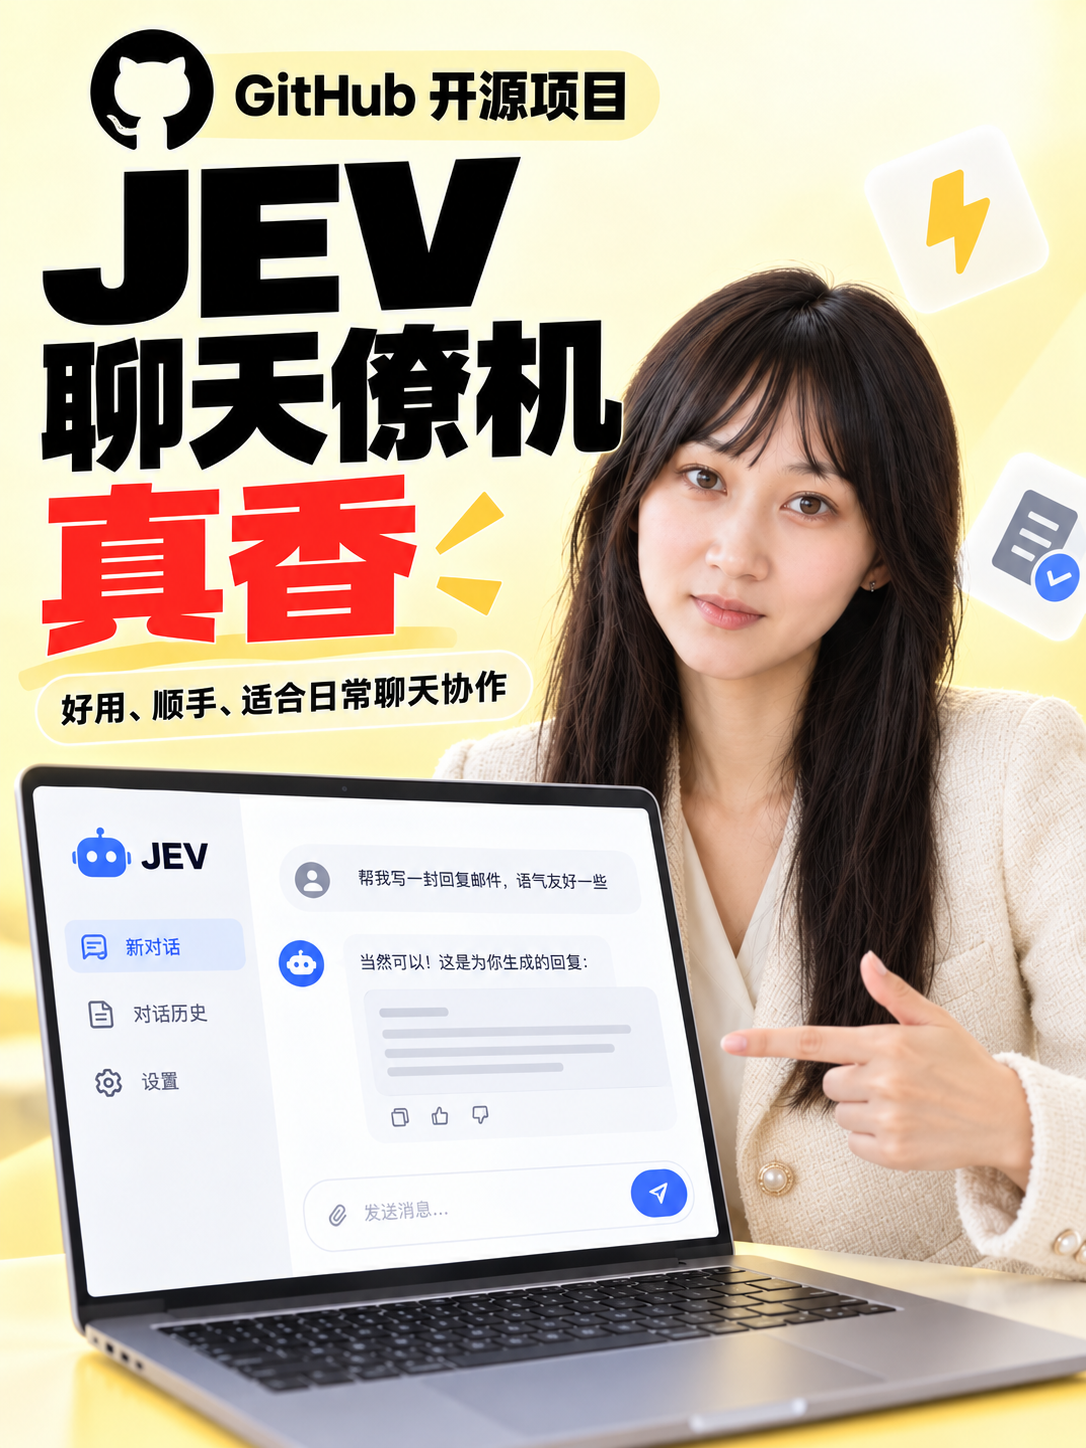 GitHub 开源项目
JEV
聊天僚机
真香
好用、顺手、适合日常聊天协作
JEV
新对话
对话历史
设置
帮我写一封回复邮件，语气友好一些
当然可以！这是为你生成的回复：
发送消息...